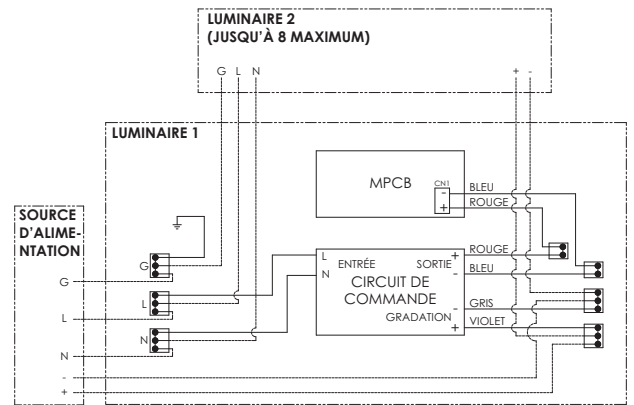 LUMINAIRE 2
(JUSQU'À 8 MAXIMUM)
G L N
+ -
LUMINAIRE 1
MPCB
CN1
-
+
BLEU
ROUGE
SOURCE
D'ALIME-
NTATION
G
L
N
-
+
G
L
N
L
N
ENTRÉE
SORTIE
+
-
CIRCUIT DE
COMMANDE
GRADATION
-
+
ROUGE
BLEU
GRIS
VIOLET